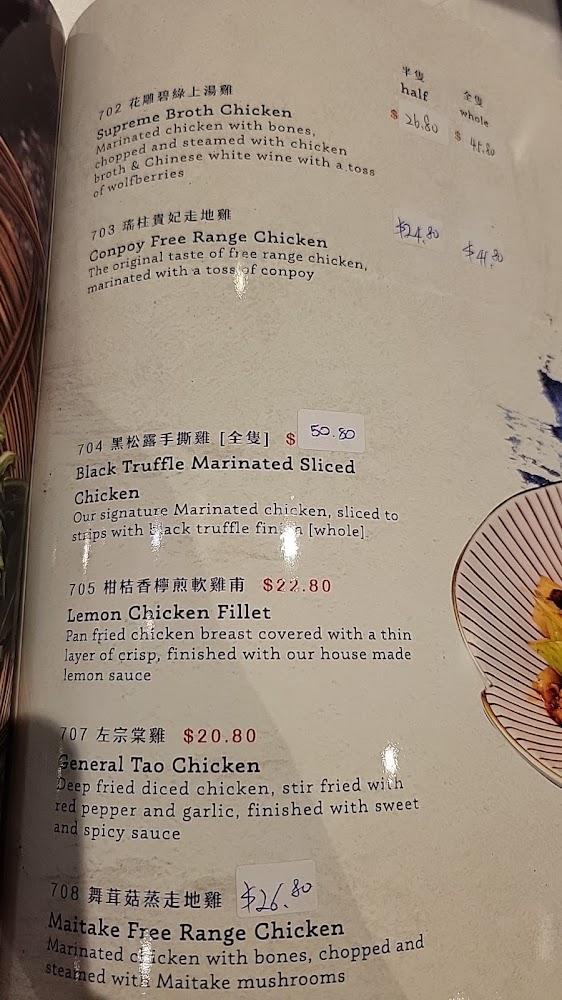 半隻 全隻
half whole
702 花雕碧綠上湯雞 $ 26.80 $ 45.80
Supreme Broth Chicken
Marinated chicken with bones,
chopped and steamed with chicken
broth & Chinese white wine with a toss
of wolfberries
703 瑤柱貴妃走地雞 $24.80 $41.80
Conpoy Free Range Chicken
The original taste of free range chicken,
marinated with a toss of conpoy
704 黑松露手撕雞 [全隻] $ 50.80
Black Truffle Marinated Sliced
Chicken
Our signature Marinated chicken, sliced to
strips with black truffle finish [whole]
705 柑桔香檸煎軟雞甫 $22.80
Lemon Chicken Fillet
Pan fried chicken breast covered with a thin
layer of crisp, finished with our house made
lemon sauce
707 左宗棠雞 $20.80
General Tao Chicken
Deep fried diced chicken, stir fried with
red pepper and garlic, finished with sweet
and spicy sauce
708 舞茸菇蒸走地雞 $26.80
Maitake Free Range Chicken
Marinated chicken with bones, chopped and
steamed with Maitake mushrooms